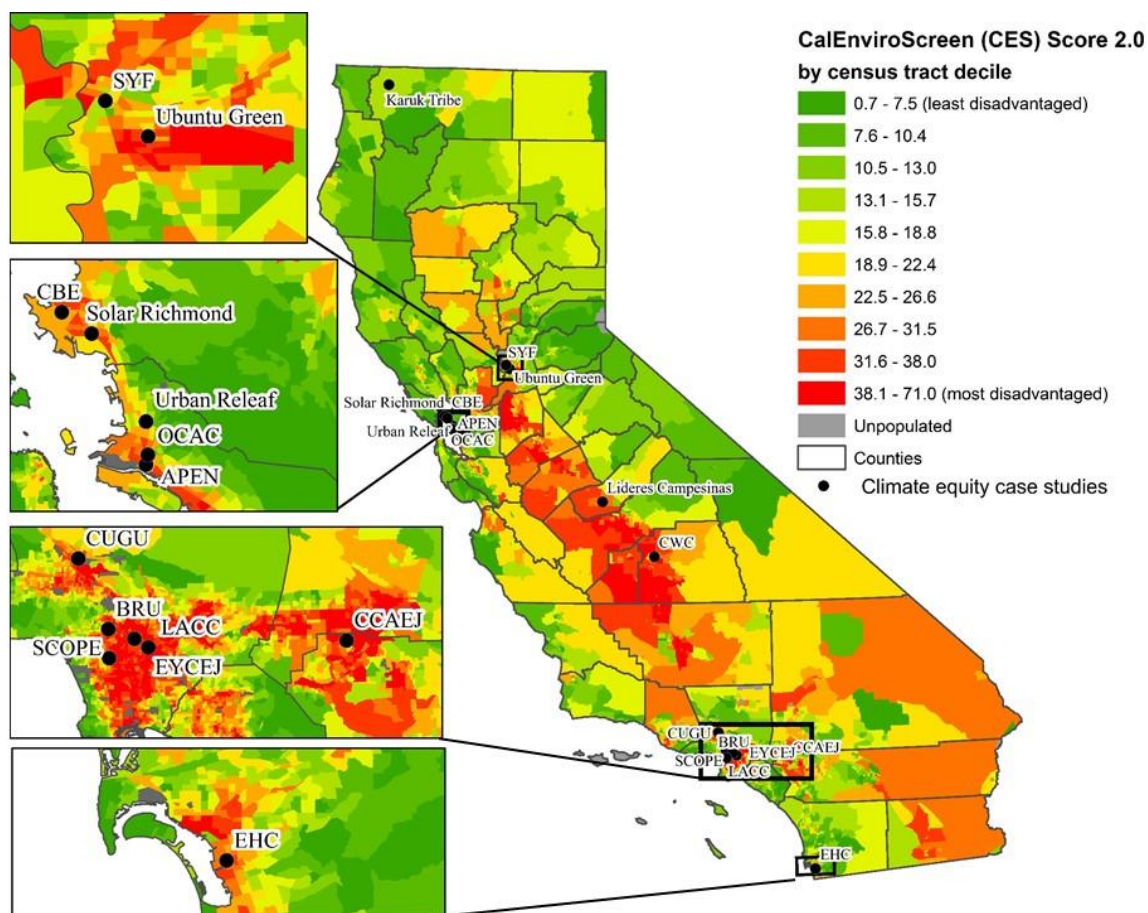 CalEnviroScreen (CES) Score 2.0
by census tract decile
0.7 - 7.5 (least disadvantaged)
7.6 - 10.4
10.5 - 13.0
13.1 - 15.7
15.8 - 18.8
18.9 - 22.4
22.5 - 26.6
26.7 - 31.5
31.6 - 38.0
38.1 - 71.0 (most disadvantaged)
Unpopulated
Counties
Climate equity case studies
SYF
Ubuntu Green
CBE
Solar Richmond
Urban Releaf
OCAC
APEN
CUGU
BRU
LACC
SCOPE
EYCEJ
CCAEJ
EHC
Karuk Tribe
SYF
Ubuntu Green
Solar Richmond CBE
APEN
Urban Releaf
OCAC
Lideres Campesinas
CWC
CUGU
BRU
CCAEJ
EYCEJ
SCOPE
LACC
EHC